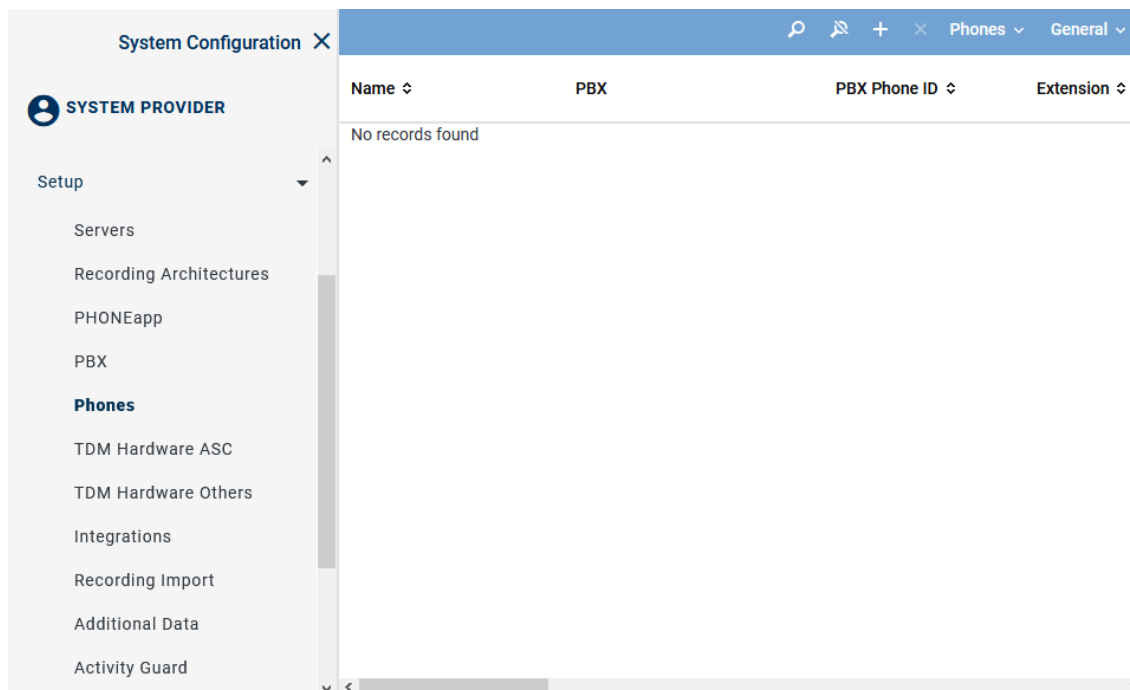 System Configuration
SYSTEM PROVIDER
Setup
Servers
Recording Architectures
PHONEapp
PBX
Phones
TDM Hardware ASC
TDM Hardware Others
Integrations
Recording Import
Additional Data
Activity Guard
Phones General
Name PBX PBX Phone ID Extension
No records found